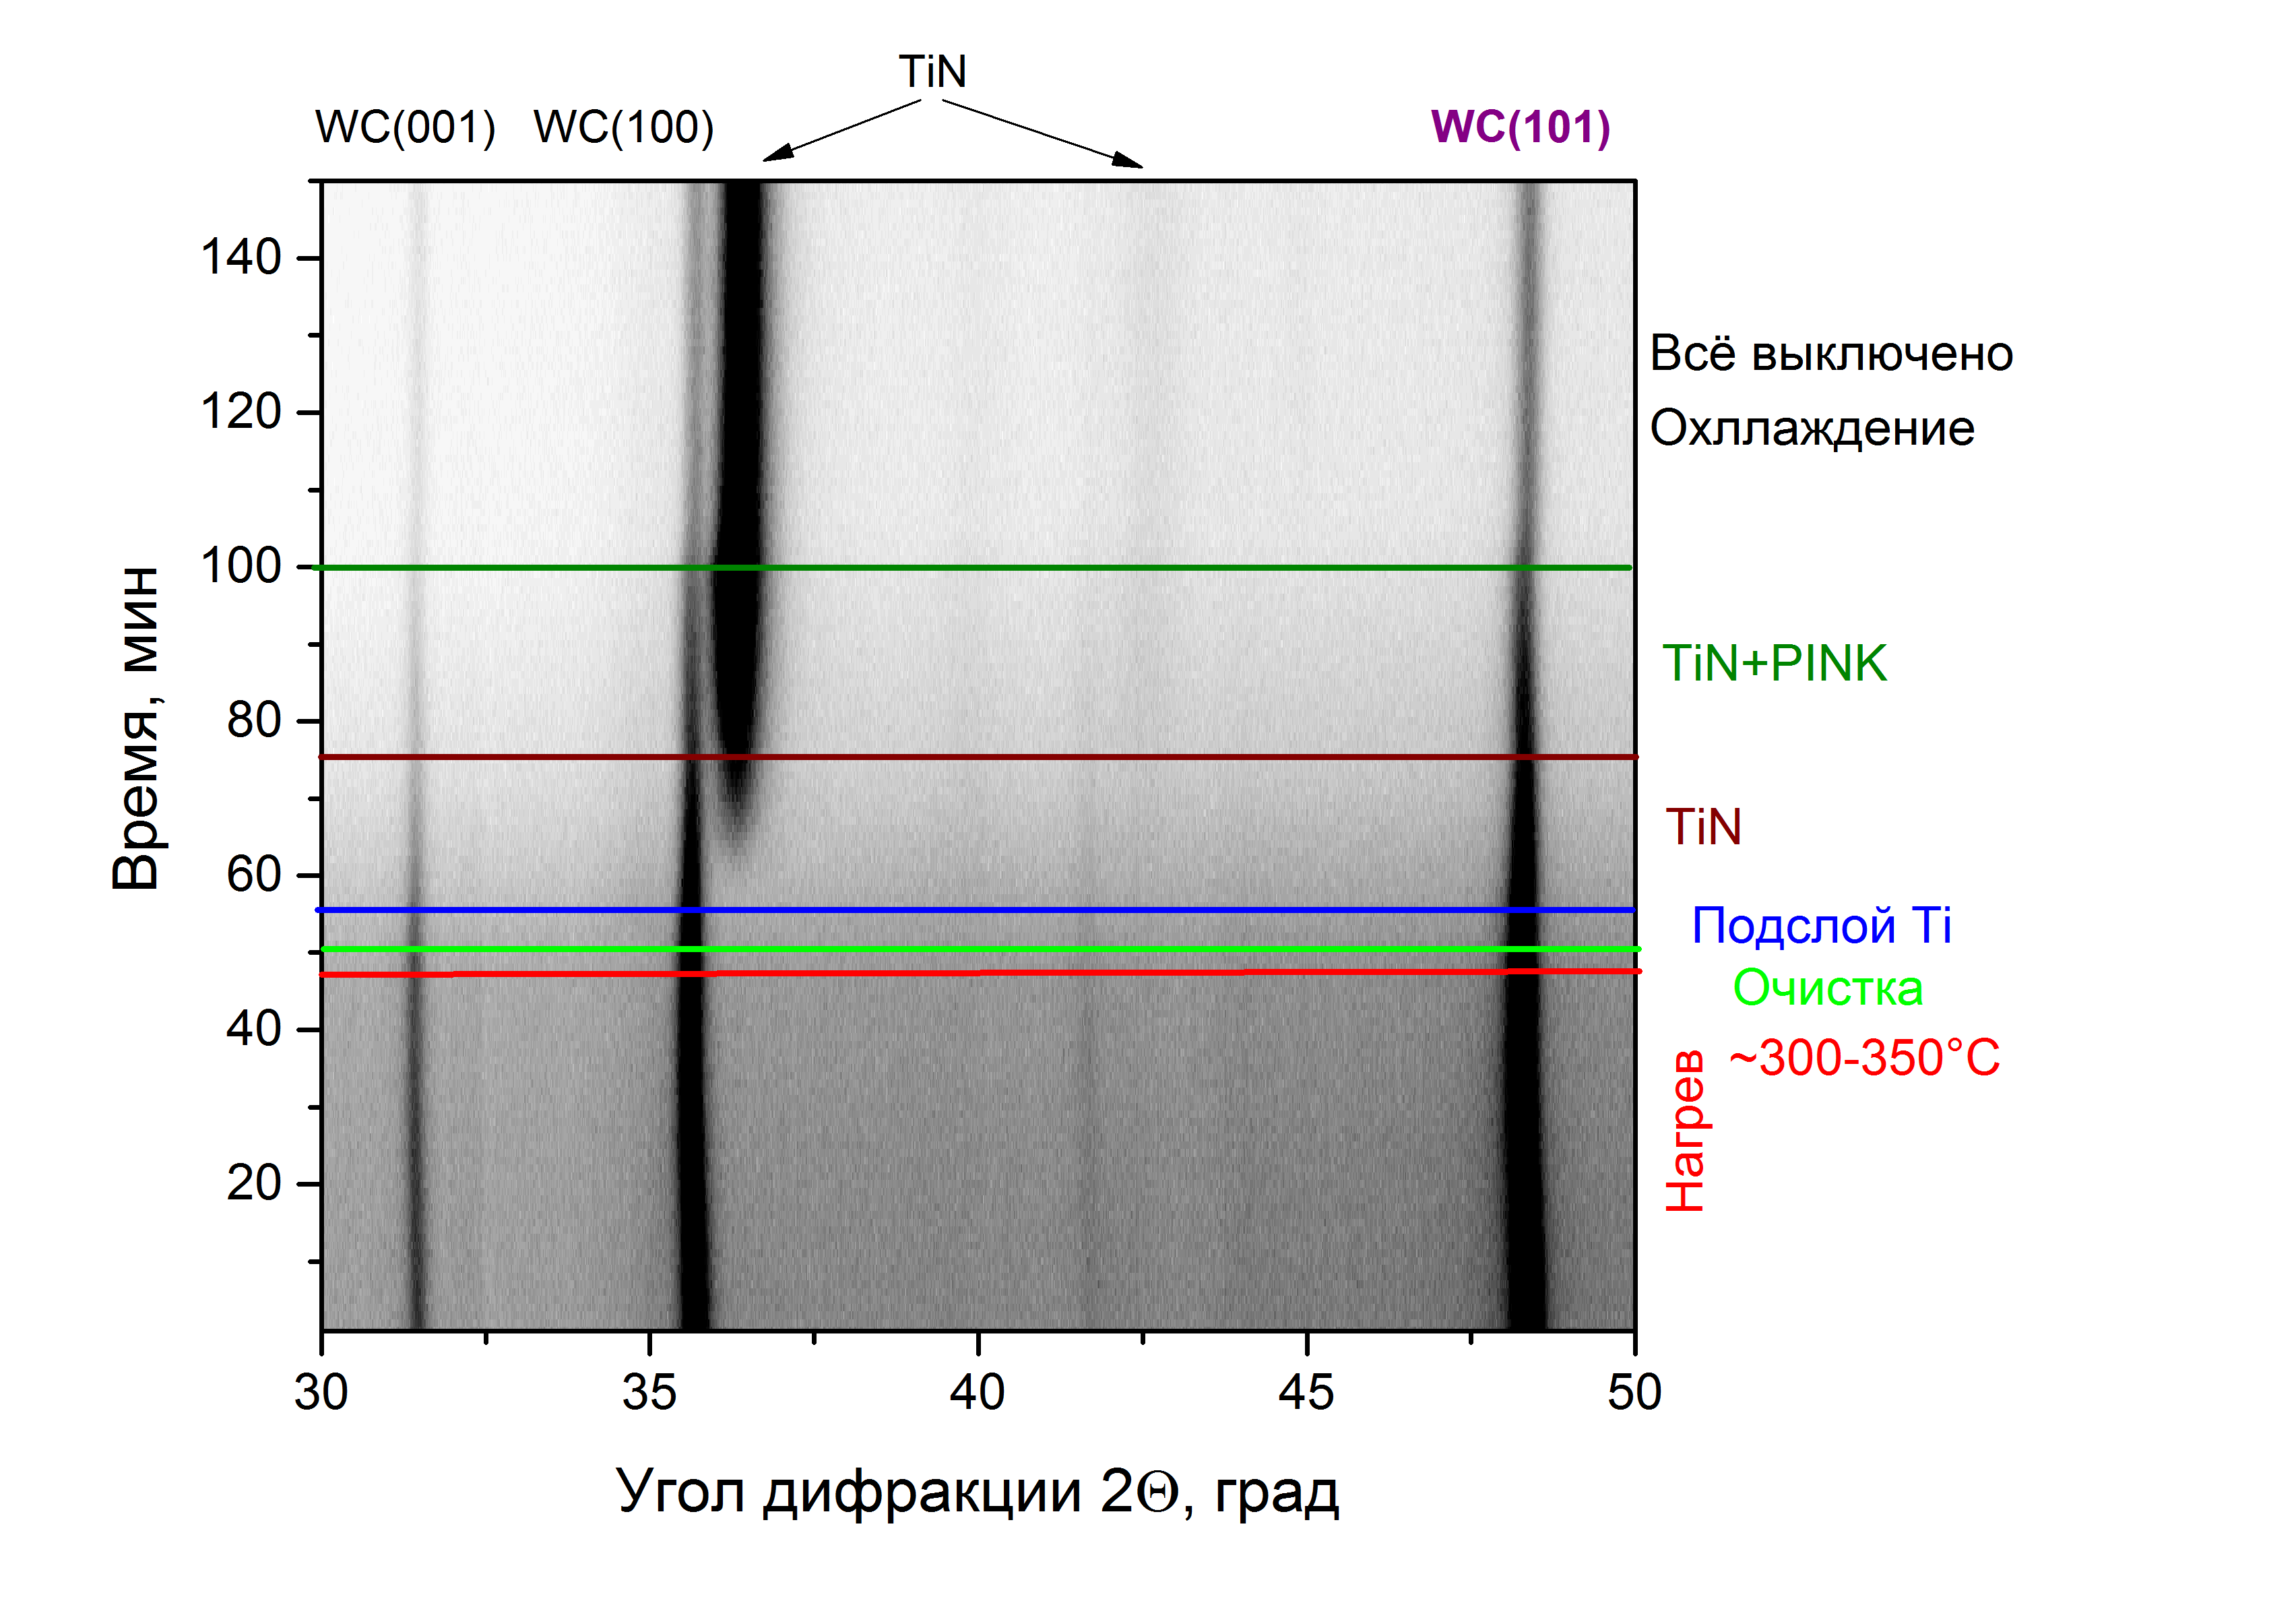 TiN
WC(001) WC(100) WC(101)
140
120
100
80
60
40
20
Время, мин
Всё выключено
Охллаждение
TiN+PINK
TiN
Подслой Ti
Очистка
~300-350°C
Нагрев
30 35 40 45 50
Угол дифракции 2Θ, град